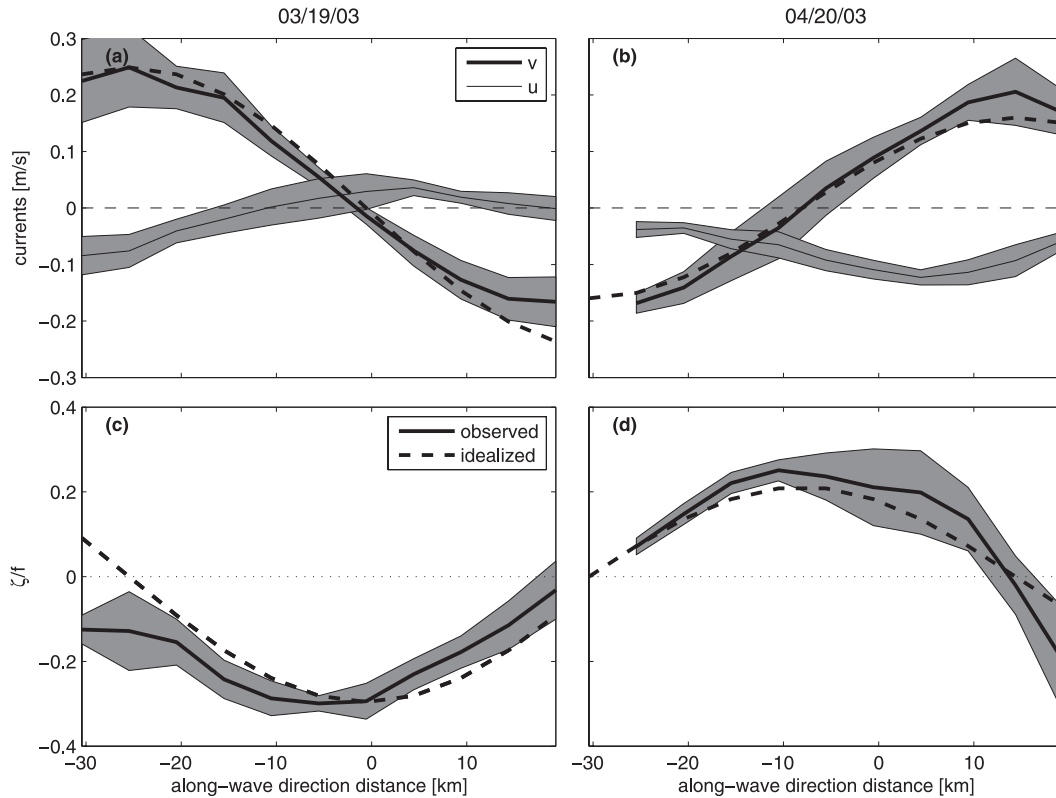 03/19/03
04/20/03
(a)
v
u
(b)
0.3
0.2
0.1
0
−0.1
−0.2
−0.3
currents [m/s]
(c)
observed
idealized
(d)
0.4
0.2
0
−0.2
−0.4
ζ/f
−30 −20 −10 0 10
−30 −20 −10 0 10
along−wave direction distance [km]
along−wave direction distance [km]